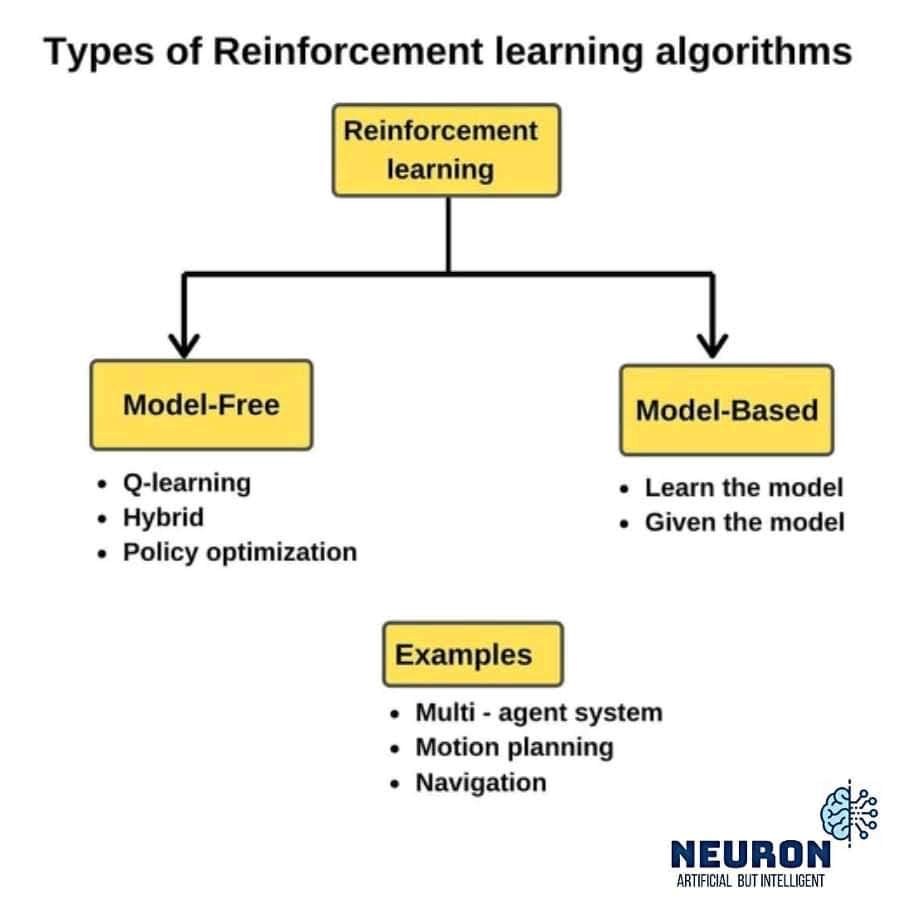 Types of Reinforcement learning algorithms
Reinforcement
learning
Model-Free
• Q-learning
• Hybrid
• Policy optimization
Model-Based
• Learn the model
• Given the model
Examples
• Multi - agent system
• Motion planning
• Navigation
NEURON
ARTIFICIAL BUT INTELLIGENT